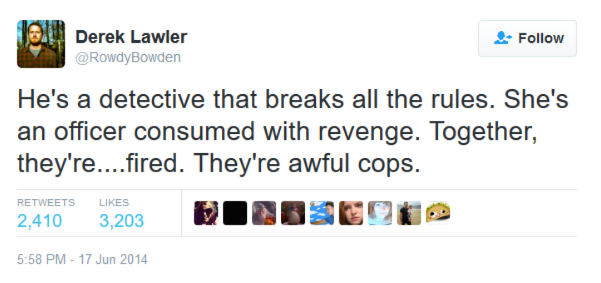 Derek Lawler
@RowdyBowden
Follow
He's a detective that breaks all the rules. She's
an officer consumed with revenge. Together,
they're....fired. They're awful cops.
RETWEETS LIKES
2,410 3,203
5:58 PM - 17 Jun 2014